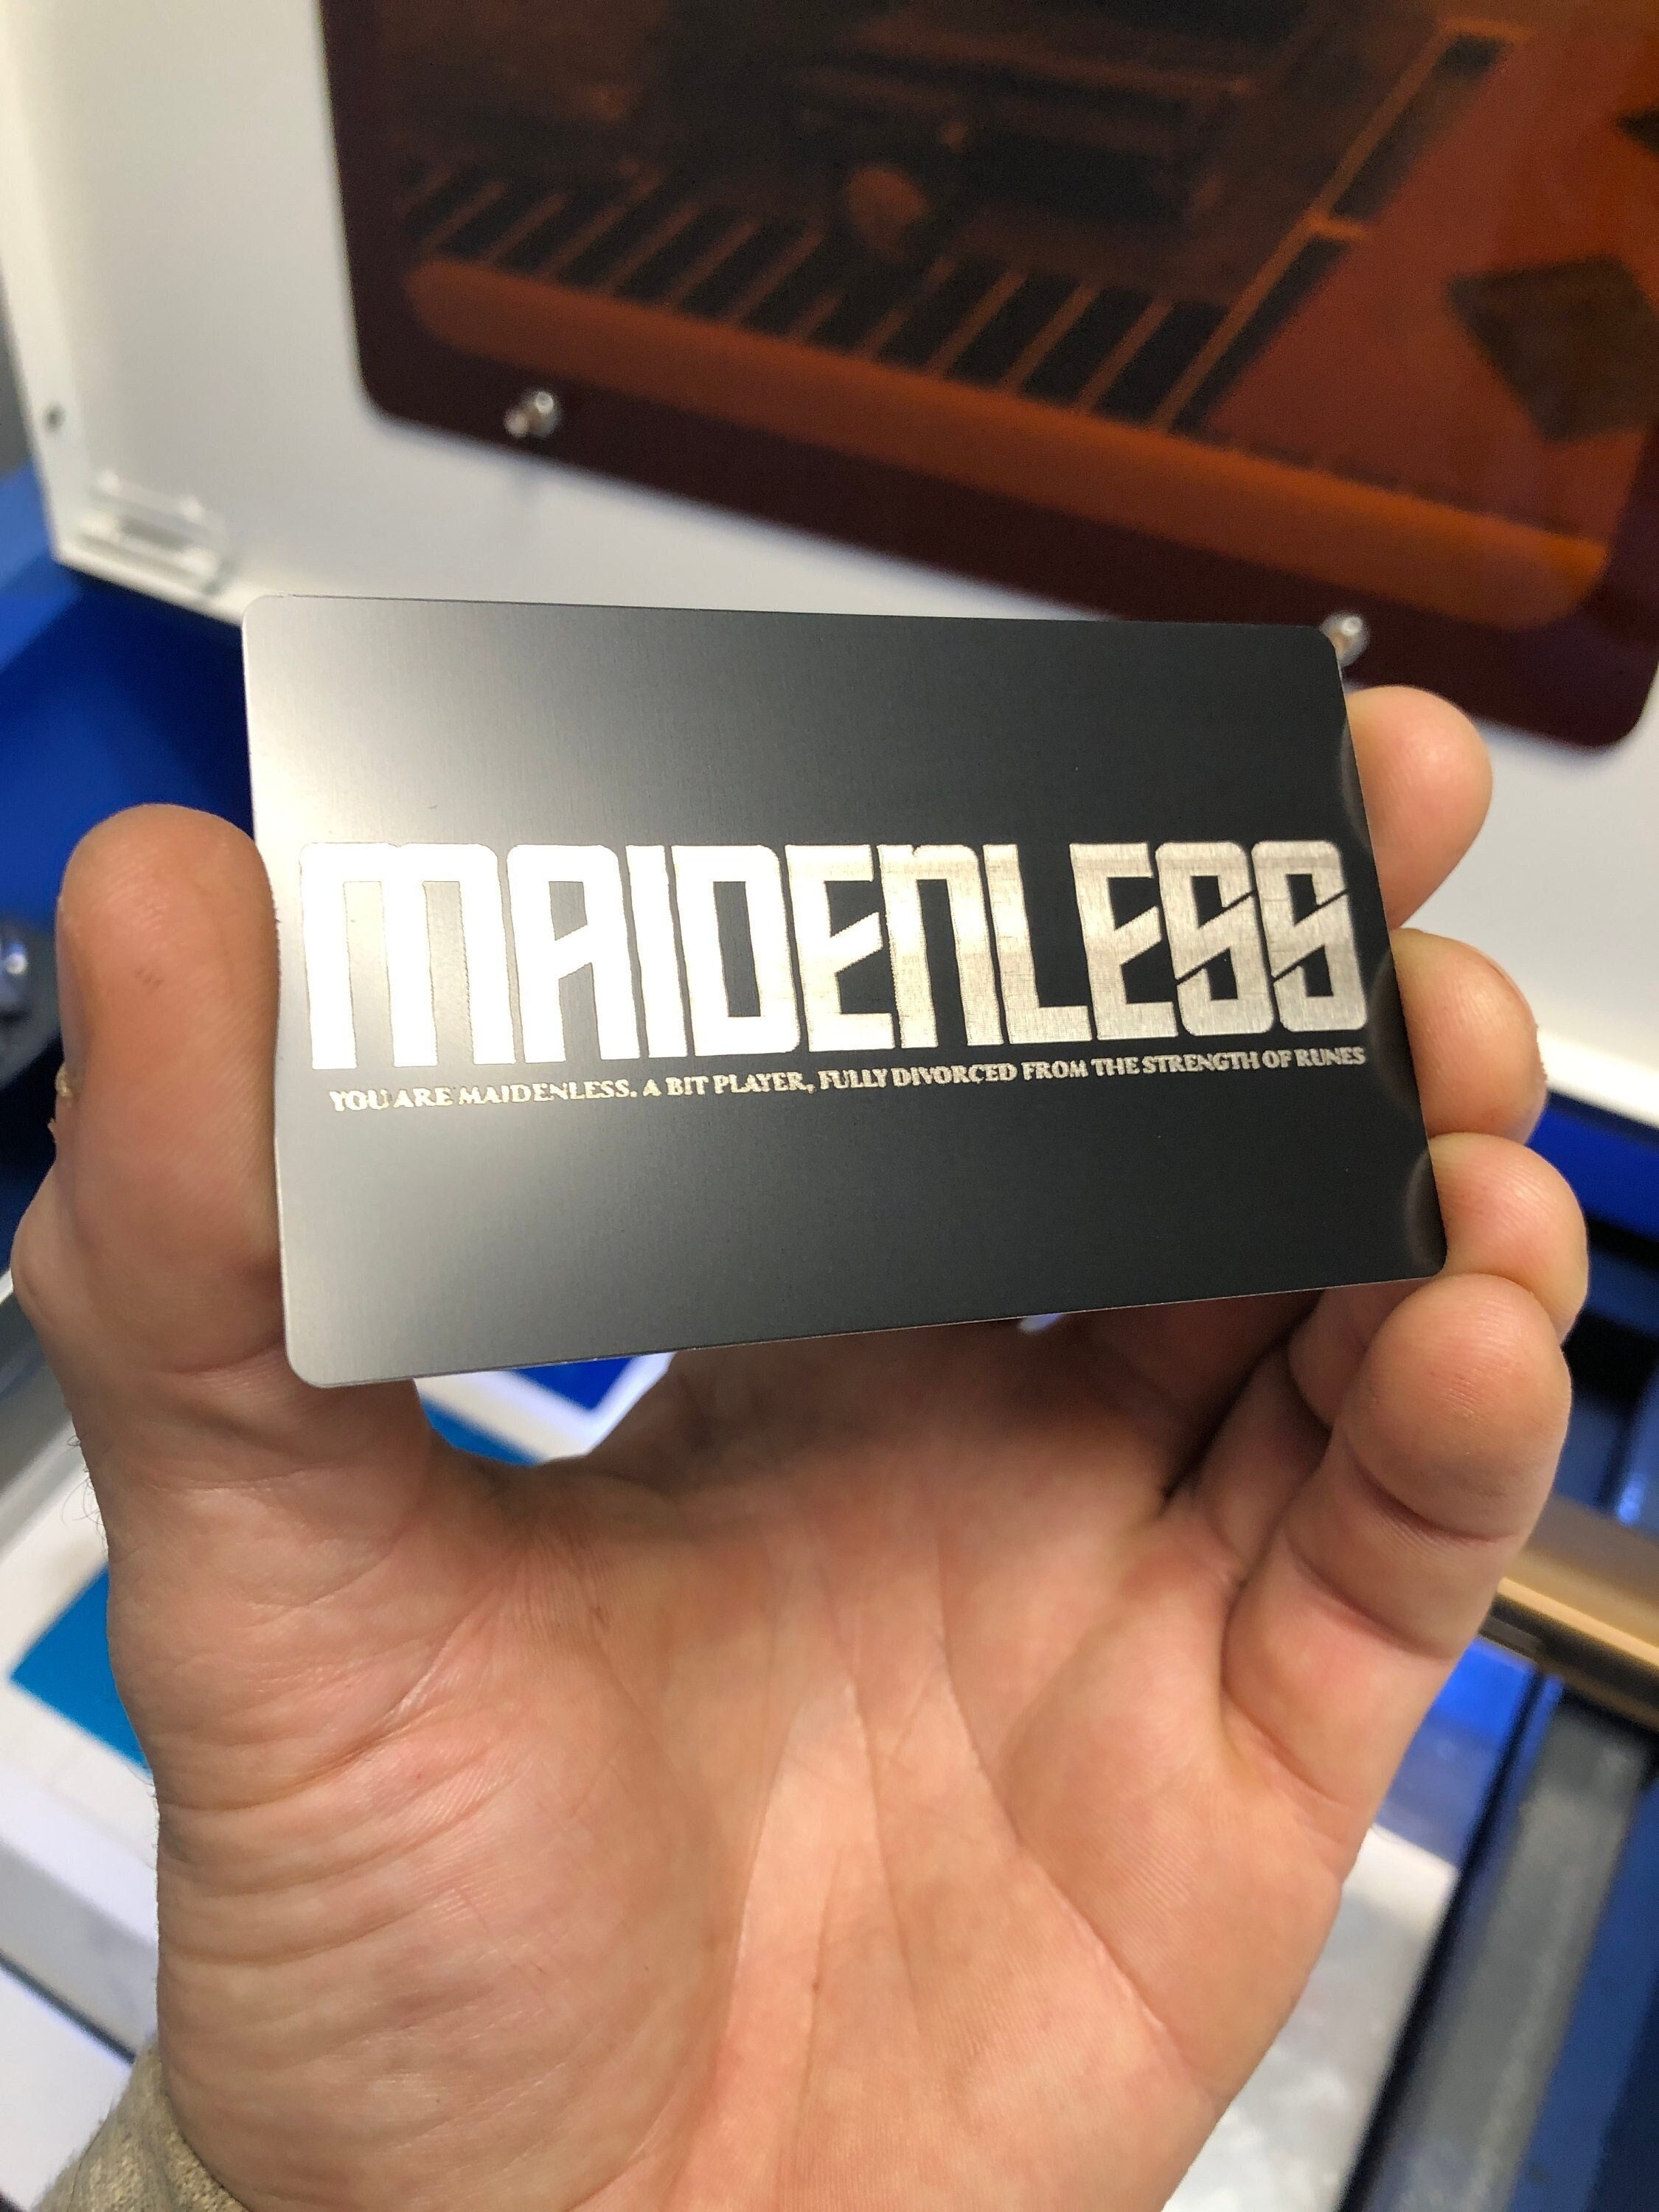 MAIDENLESS
YOU ARE MAIDENLESS. A BIT PLAYER, FULLY DIVORCED FROM THE STRENGTH OF RUNES